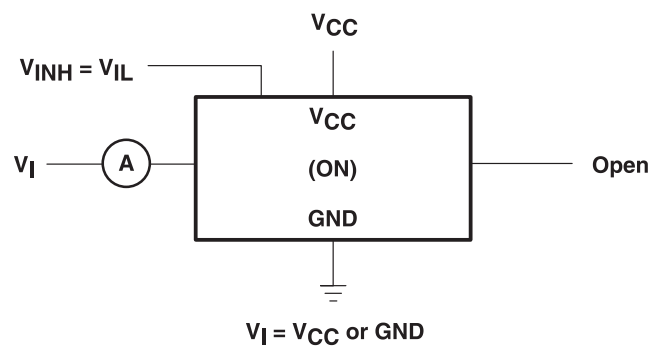 VCC
VINH = VIL
VCC
VI
A
(ON)
Open
GND
VI = VCC or GND